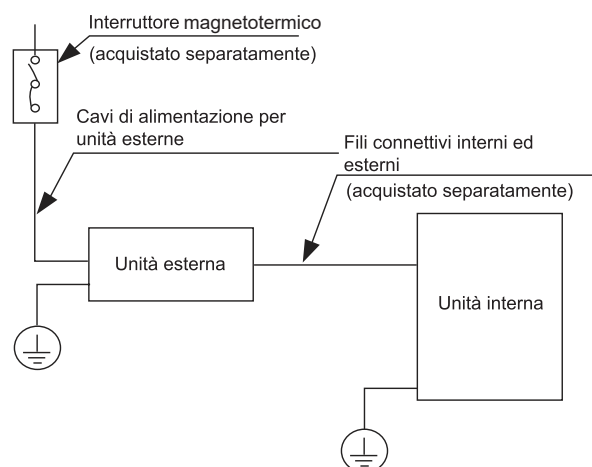 Interruttore magnetotermico
(acquistato separatamente)
Cavi di alimentazione per
unità esterne
Fili connettivi interni ed
esterni
(acquistato separatamente)
Unità esterna
Unità interna